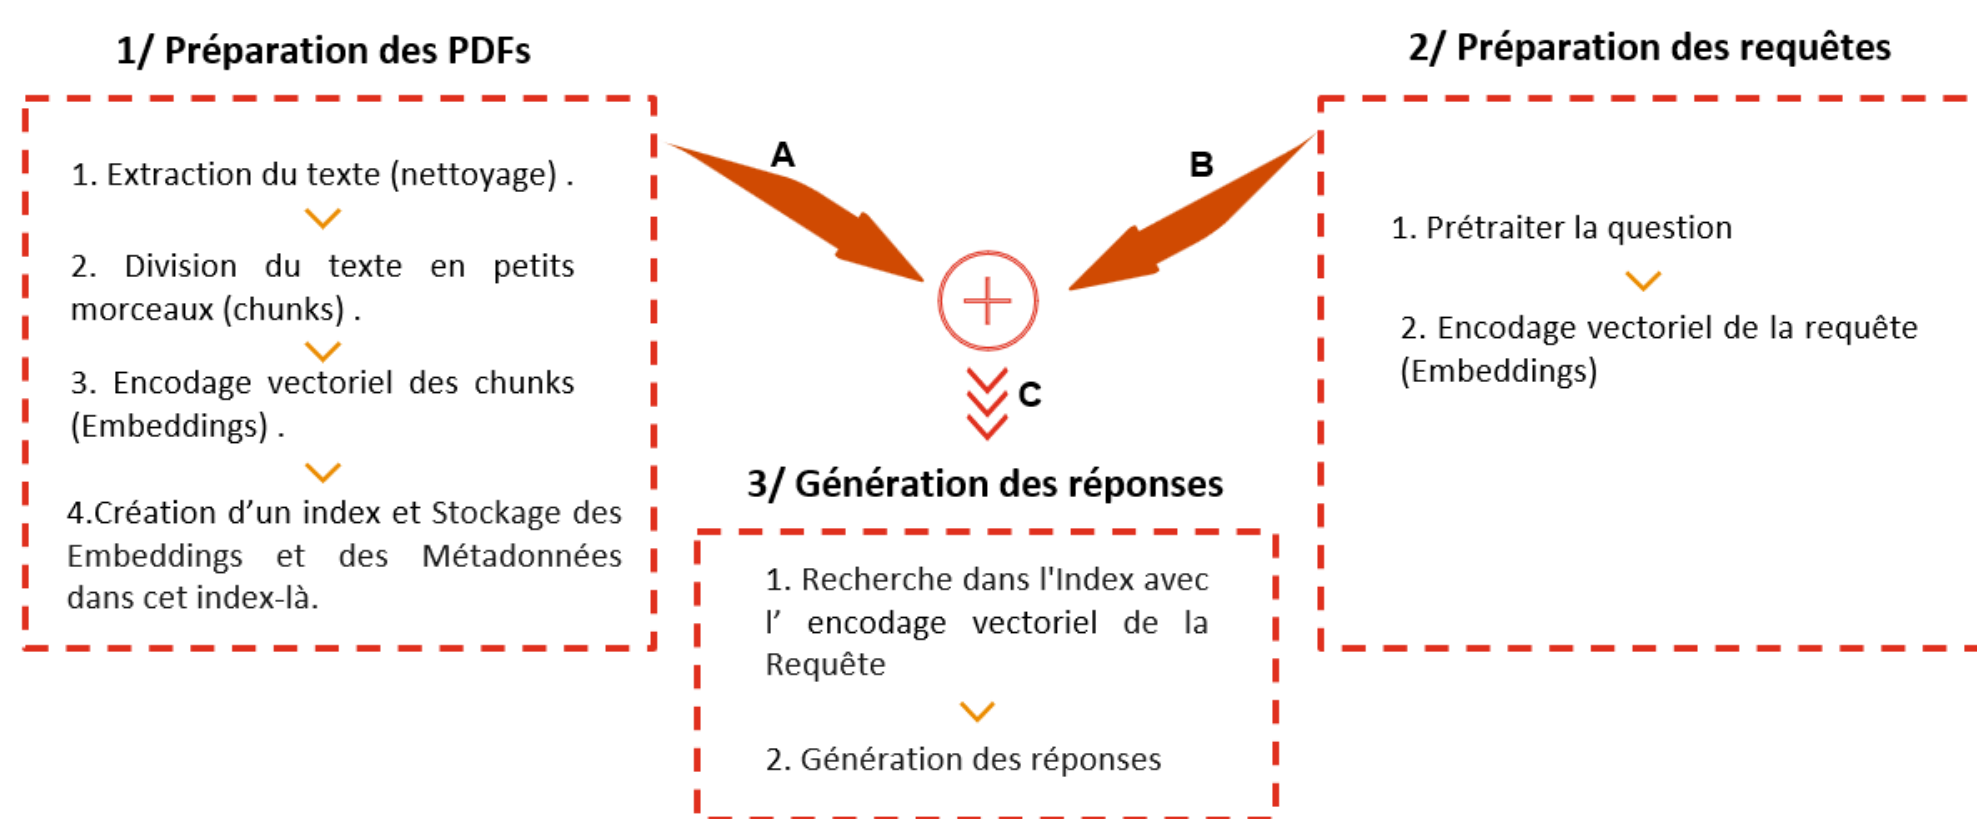 1/ Préparation des PDFs
1. Extraction du texte (nettoyage) .
2. Division du texte en petits
morceaux (chunks) .
3. Encodage vectoriel des chunks
(Embeddings) .
4.Création d’un index et Stockage des
Embeddings et des Métadonnées
dans cet index-là.
A
B
C
2/ Préparation des requêtes
1. Prétraiter la question
2. Encodage vectoriel de la requête
(Embeddings)
3/ Génération des réponses
1. Recherche dans l'Index avec
l’ encodage vectoriel de la
Requête
2. Génération des réponses